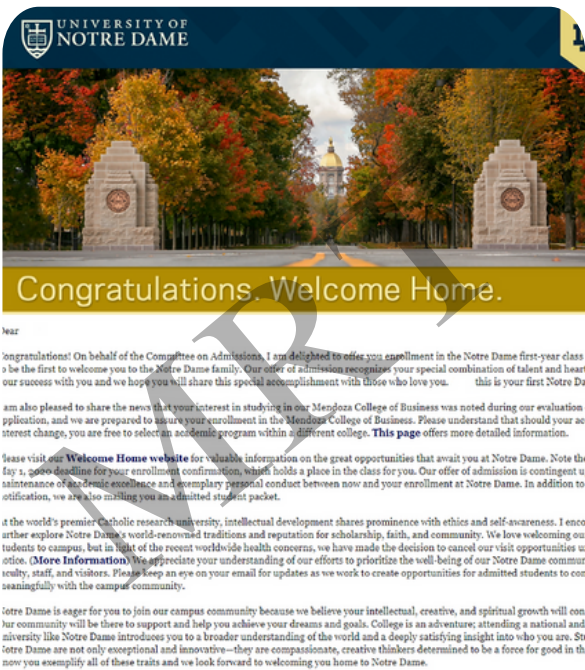 UNIVERSITY OF
NOTRE DAME
Congratulations. Welcome Home.
MRT
Dear
Congratulations! On behalf of the Committee on Admissions, I am delighted to offer you enrollment in the Notre Dame first-year class
o be the first to welcome you to the Notre Dame family. Our offer of admission recognizes your special combination of talent and heart
our success with you and we hope you will share this special accomplishment with those who love you. this is your first Notre Da
am also pleased to share the news that your interest in studying in our Mendoza College of Business was noted during our evaluation
pplication, and we are prepared to assure your enrollment in the Mendoza College of Business. Please understand that should your ac
nterest change, you are free to select an academic program within a different college. This page offers more detailed information.
lease visit our Welcome Home website for valuable information on the great opportunities that await you at Notre Dame. Note the
May 1, deadline for your enrollment confirmation, which holds a place in the class for you. Our offer of admission is contingent u
maintenance of academic excellence and exemplary personal conduct between now and your enrollment at Notre Dame. In addition to
otification, we are also mailing you an admitted student packet.
At the world's premier Catholic research university, intellectual development shares prominence with ethics and self-awareness. I enco
urther explore Notre Dame's world-renowned traditions and reputation for scholarship, faith, and community. We love welcoming ou
tudents to campus, but in light of the recent worldwide health concerns, we have made the decision to cancel our visit opportunities u
otice. (More Information) We appreciate your understanding of our efforts to prioritize the well-being of our Notre Dame commun
aculty, staff, and visitors. Please keep an eye on your email for updates as we work to create opportunities for admitted students to con
meaningfully with the campus community.
Notre Dame is eager for you to join our campus community because we believe your intellectual, creative, and spiritual growth will con
Our community will be there to support and help you achieve your dreams and goals. College is an adventure; attending a national and
niversity like Notre Dame introduces you to a broader understanding of the world and a deeply satisfying insight into who you are. Stu
Notre Dame are not only exceptional and innovative—they are compassionate, creative thinkers determined to be a force for good in th
now you exemplify all of these traits and we look forward to welcoming you home to Notre Dame.